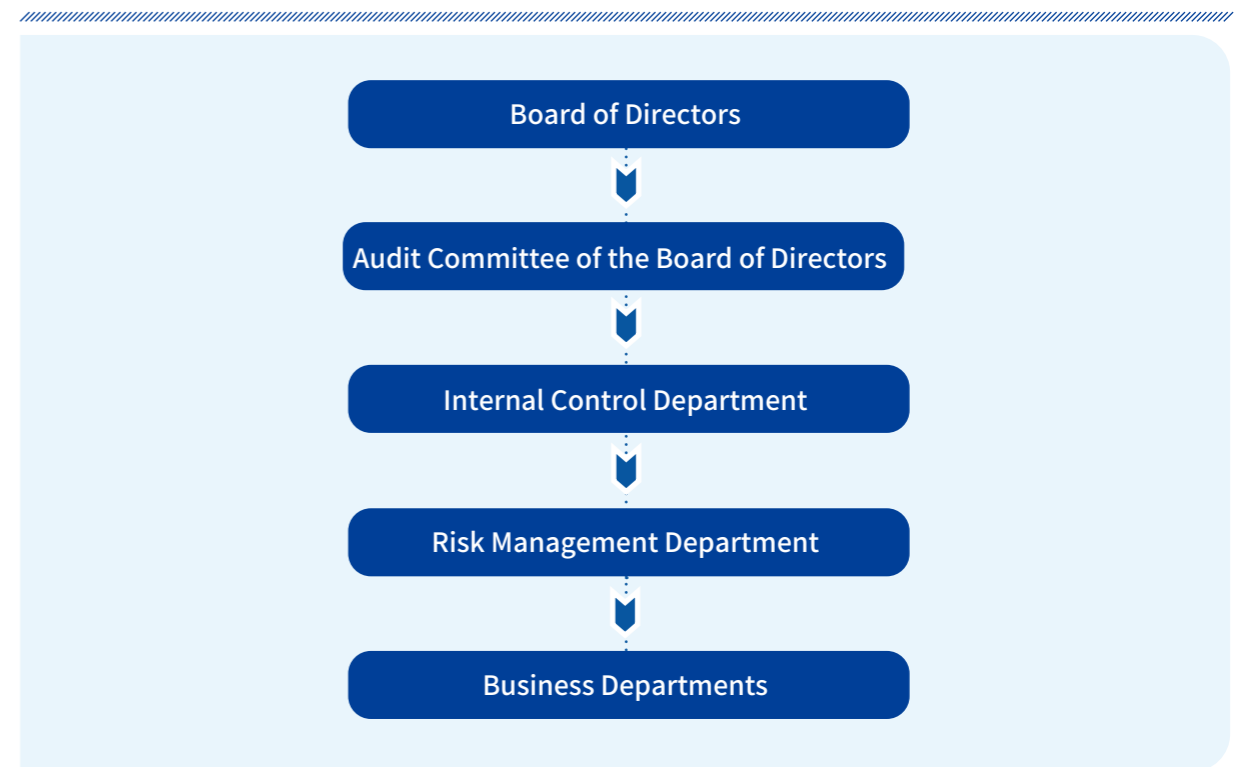 Board of Directors
Audit Committee of the Board of Directors
Internal Control Department
Risk Management Department
Business Departments